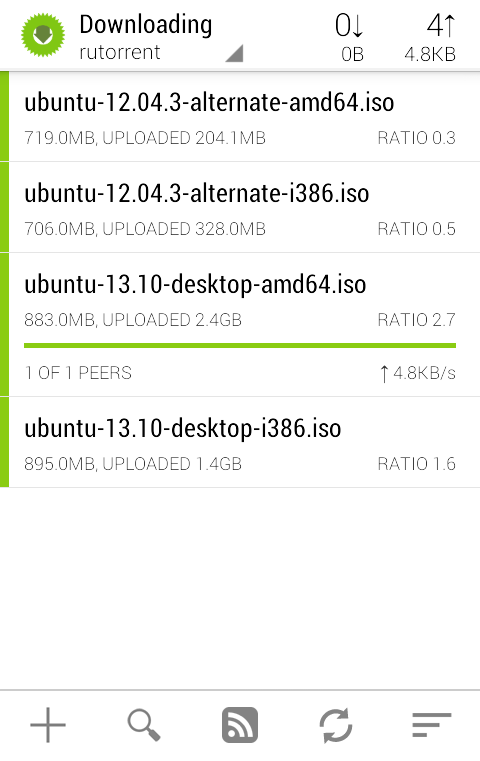 Downloading 0↓ 4↑
rutorrent 0B 4.8KB
ubuntu-12.04.3-alternate-amd64.iso
719.0MB, UPLOADED 204.1MB RATIO 0.3
ubuntu-12.04.3-alternate-i386.iso
706.0MB, UPLOADED 328.0MB RATIO 0.5
ubuntu-13.10-desktop-amd64.iso
883.0MB, UPLOADED 2.4GB RATIO 2.7
1 OF 1 PEERS ↑ 4.8KB/s
ubuntu-13.10-desktop-i386.iso
895.0MB, UPLOADED 1.4GB RATIO 1.6